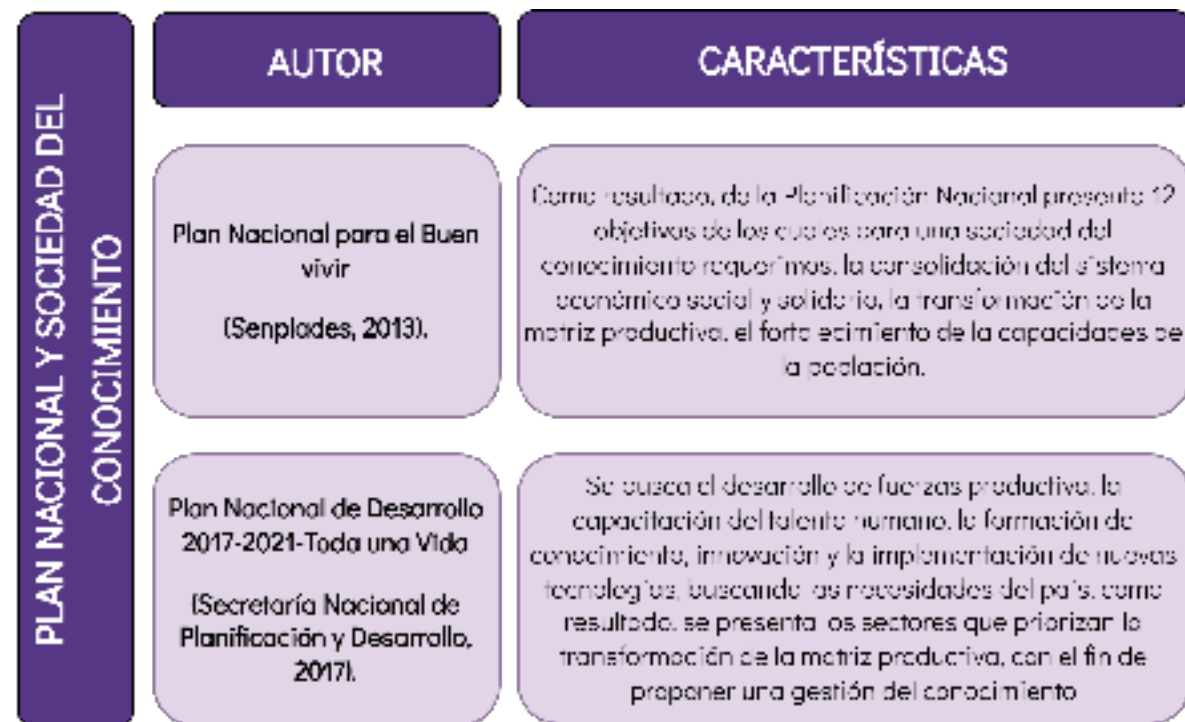 PLAN NACIONAL Y SOCIEDAD DEL
CONOCIMIENTO
AUTOR
CARACTERÍSTICAS
Plan Nacional para el Buen
vivir
(Senplades, 2013).
Como resultado, de la Planificación Nacional presenta 12
objetivos de los cuales para una sociedad del
conocimiento requerimos, la consolidación del sistema
económico social y solidario, la transformación de la
matriz productiva, el fortalecimiento de la capacidades de
la población.
Plan Nacional de Desarrollo
2017-2021-Toda una Vida
(Secretaría Nacional de
Planificación y Desarrollo,
2017).
Se busca el desarrollo de fuerzas productiva, la
capacitación del talento humano, la formación de
conocimiento, innovación y la implementación de nuevas
tecnologías, buscando las necesidades del país, como
resultado, se presenta los sectores que priorizan la
transformación de la matriz productiva, con el fin de
proponer una gestión del conocimiento